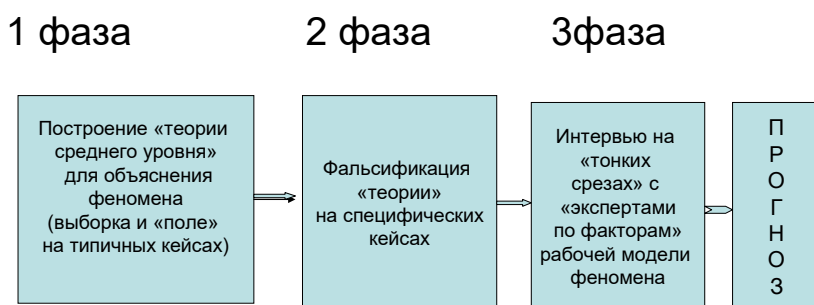 1 фаза
2 фаза
3фаза
Построение «теории
среднего уровня»
для объяснения
феномена
(выборка и «поле»
на типичных кейсах)
Фальсификация
«теории»
на специфических
кейсах
Интервью на
«тонких
срезах» с
«экспертами
по факторам»
рабочей модели
феномена
П
Р
О
Г
Н
О
З